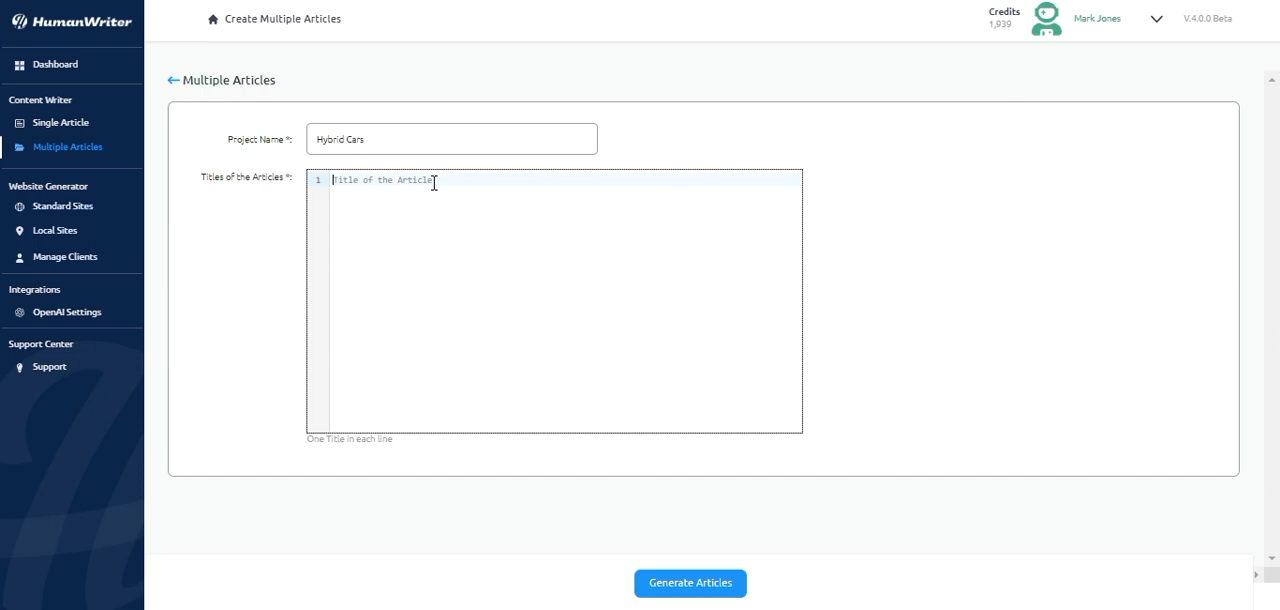 HumanWriter
Create Multiple Articles
Credits
1,939
Mark Jones
V.4.0.0 Beta
Dashboard
Content Writer
Single Article
Multiple Articles
Website Generator
Standard Sites
Local Sites
Manage Clients
Integrations
OpenAI Settings
Support Center
Support
← Multiple Articles
Project Name *:
Hybrid Cars
Titles of the Articles *:
1
Title of the Article
One Title in each line
Generate Articles